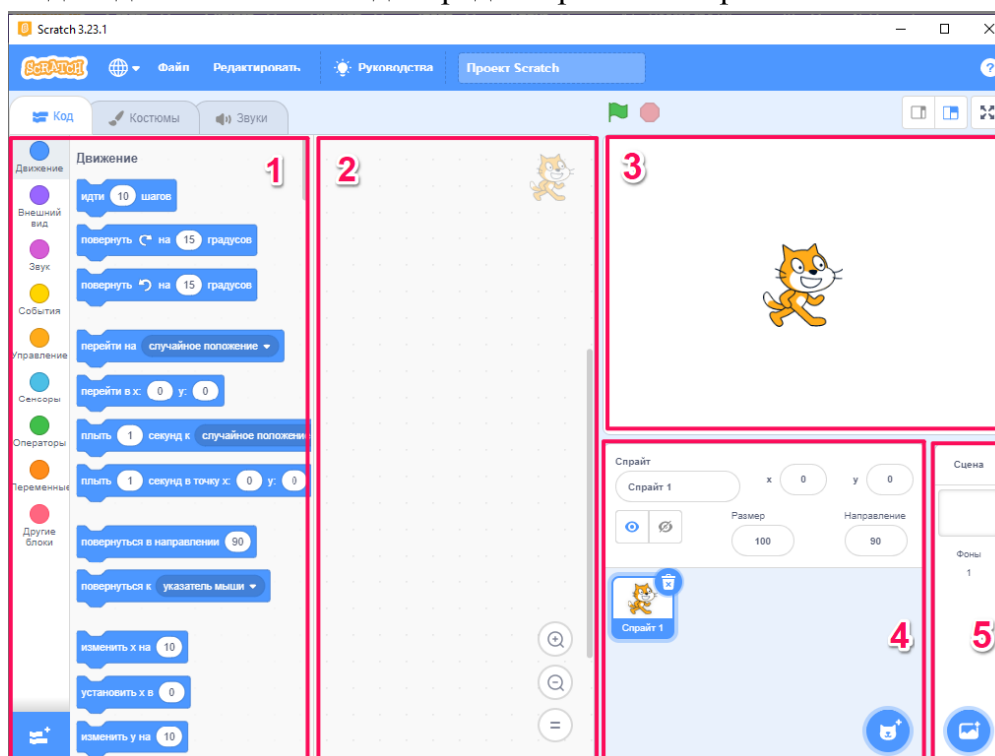 Scratch 3.23.1
SCRATCH Файл Редактировать Руководства Проект Scratch ?
Код Костюмы Звуки
Движение
Внешний вид
Звук
События
Управление
Сенсоры
Операторы
Переменные
Другие блоки
Движение 1
идти 10 шагов
повернуть на 15 градусов
повернуть на 15 градусов
перейти на случайное положение
перейти в x: 0 y: 0
плыть 1 секунд к случайное положение
плыть 1 секунд в точку x: 0 y: 0
повернуться в направлении 90
повернуться к указатель мыши
изменить x на 10
установить x в 0
изменить y на 10
2
3
Спрайт
Спрайт 1 x 0 y 0
Размер Направление
100 90
Спрайт 1
4
Сцена
Фоны
1
5